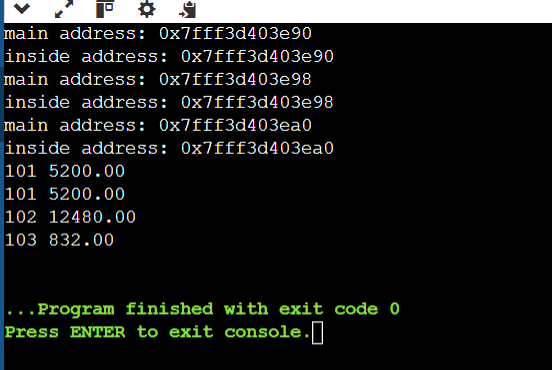 main address: 0x7fff3d403e90
inside address: 0x7fff3d403e90
main address: 0x7fff3d403e98
inside address: 0x7fff3d403e98
main address: 0x7fff3d403ea0
inside address: 0x7fff3d403ea0
101 5200.00
101 5200.00
102 12480.00
103 832.00
...Program finished with exit code 0
Press ENTER to exit console.